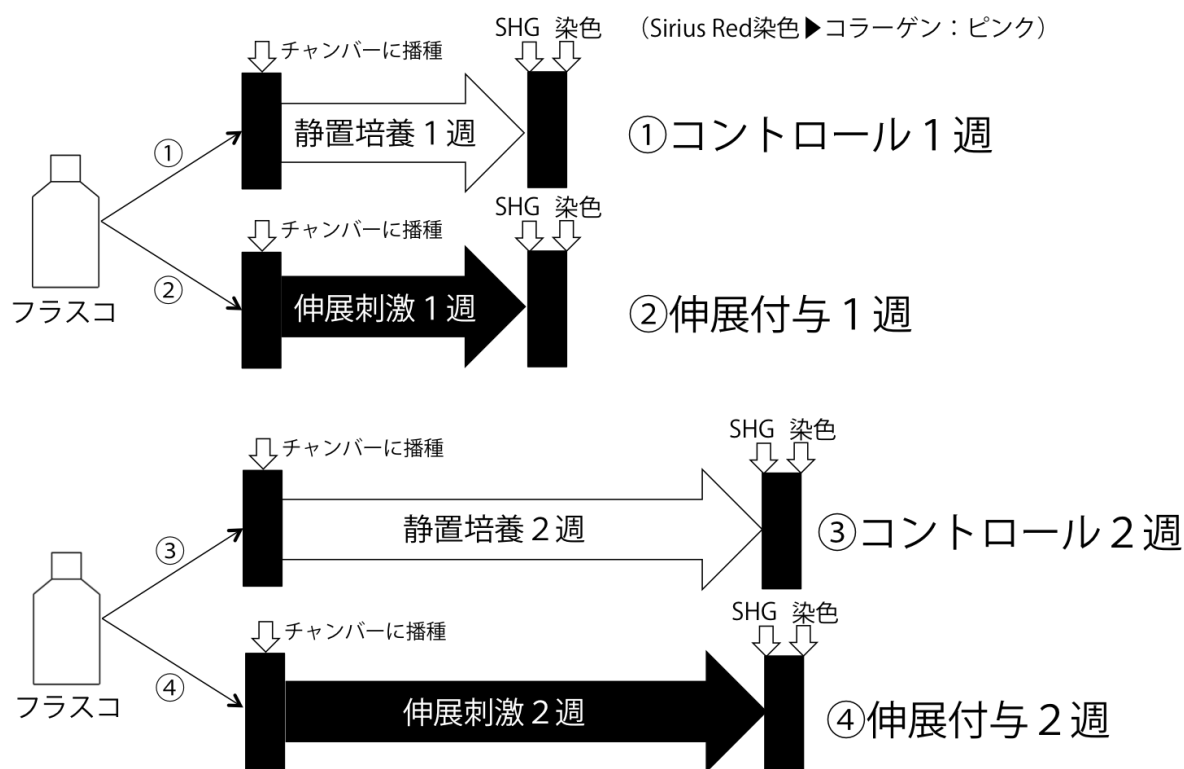 SHG 染色 （Sirius Red染色▶コラーゲン：ピンク）
チャンバーに播種
① 静置培養１週 ①コントロール１週
SHG 染色
チャンバーに播種
フラスコ ② 伸展刺激１週 ②伸展付与１週
SHG 染色
チャンバーに播種
③ 静置培養２週 ③コントロール２週
SHG 染色
チャンバーに播種
フラスコ ④ 伸展刺激２週 ④伸展付与２週